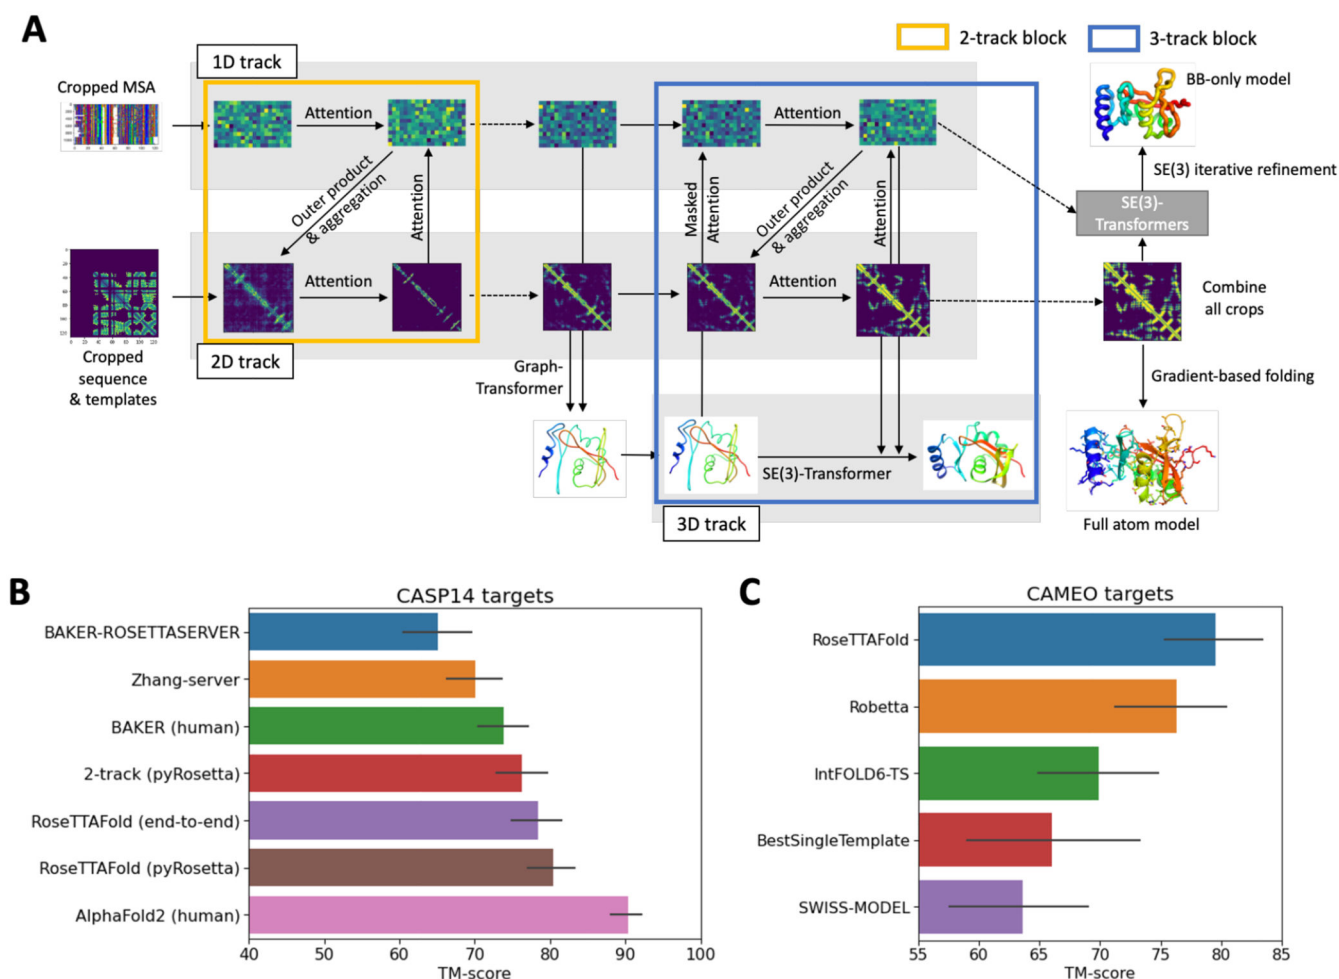 A
2-track block
3-track block
1D track
Cropped MSA
BB-only model
Attention
Attention
Outer product
& aggregation
Attention
Masked
Attention
Outer product
& aggregation
Attention
SE(3) iterative refinement
SE(3)-
Transformers
Attention
Attention
Combine
all crops
2D track
Cropped
sequence
& templates
Graph-
Transformer
Gradient-based folding
SE(3)-Transformer
3D track
Full atom model
B
CASP14 targets
BAKER-ROSETTASERVER
Zhang-server
BAKER (human)
2-track (pyRosetta)
RoseTTAFold (end-to-end)
RoseTTAFold (pyRosetta)
AlphaFold2 (human)
40 50 60 70 80 90 100
TM-score
C
CAMEO targets
RoseTTAFold
Robetta
IntFOLD6-TS
BestSingleTemplate
SWISS-MODEL
55 60 65 70 75 80 85
TM-score